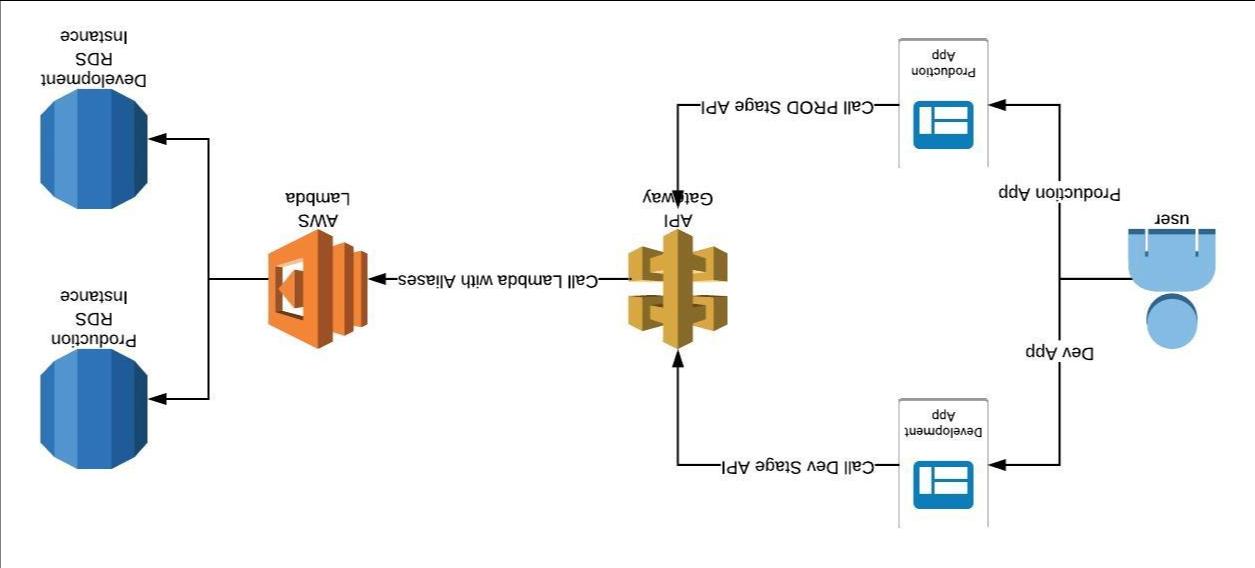 user
Dev App
Production App
Development
App
Production
App
Call Dev Stage API
Call PROD Stage API
API
Gateway
Call Lambda with Aliases
AWS
Lambda
Production
RDS
Instance
Development
RDS
Instance